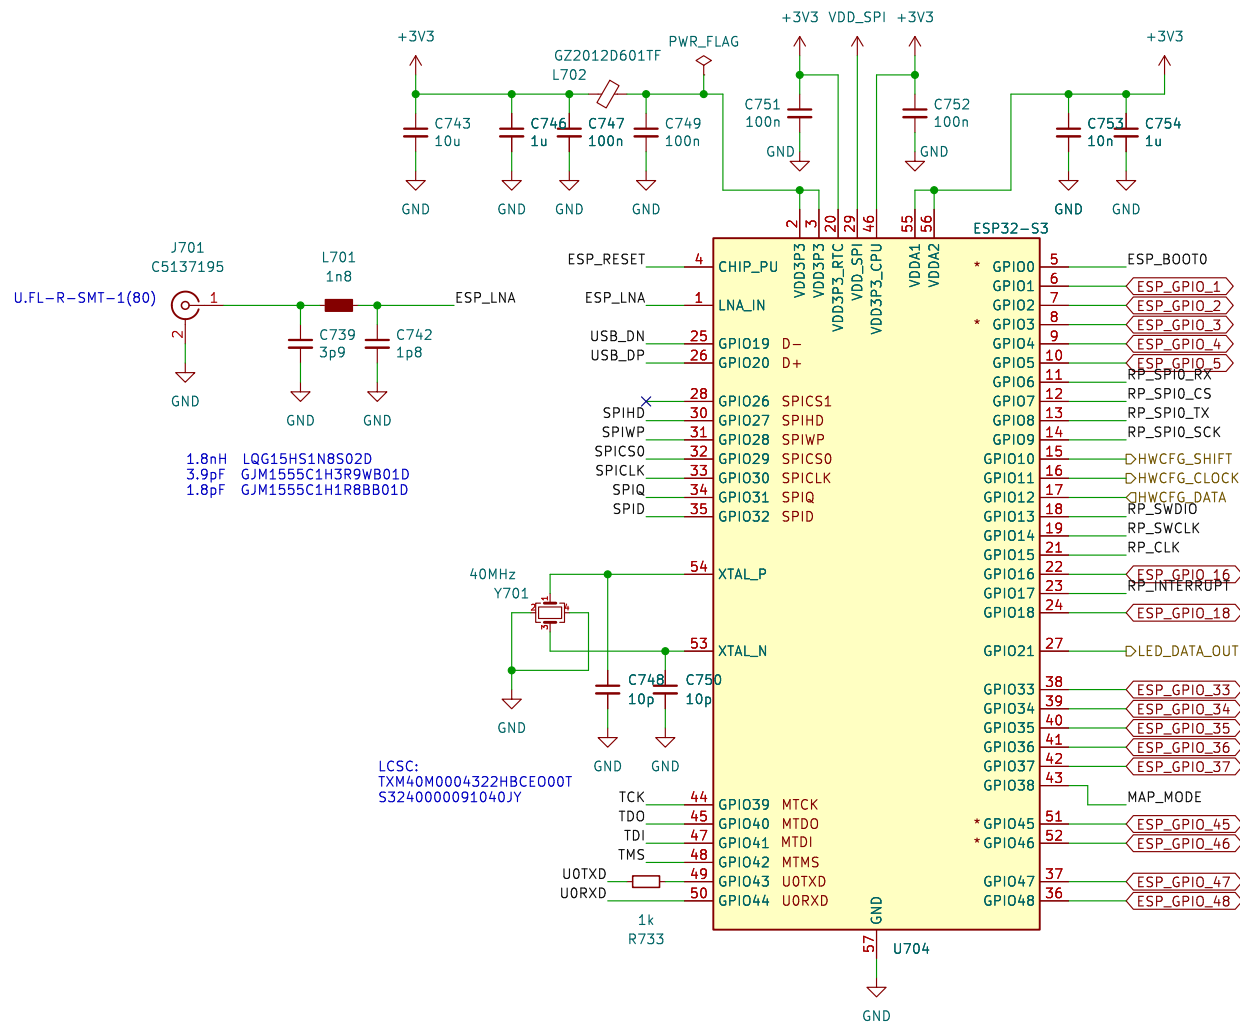 +3V3 VDD_SPI +3V3
+3V3 PWR_FLAG +3V3
GZ2012D601TF
L702
C743 10u
C746 1u
C747 100n
C749 100n
C751 100n
C752 100n
C753 10n
C754 1u
GND GND
GND GND GND GND GND GND
2 3 20 29 46 55 56
ESP32-S3
VDD3P3 VDD3P3 VDD3P3_RTC VDD_SPI VDD3P3_CPU VDDA1 VDDA2
J701
C5137195
U.FL-R-SMT-1(80)
1
2
GND
L701
1n8
ESP_LNA
C739
3p9
C742
1p8
GND GND
1.8nH LQG15HS1N8S02D
3.9pF GJM1555C1H3R9WB01D
1.8pF GJM1555C1H1R8BB01D
ESP_RESET 4 CHIP_PU
ESP_LNA 1 LNA_IN
USB_DN 25 GPIO19 D-
USB_DP 26 GPIO20 D+
28 GPIO26 SPICS1
SPIHD 30 GPIO27 SPIHD
SPIWP 31 GPIO28 SPIWP
SPICS0 32 GPIO29 SPICS0
SPICLK 33 GPIO30 SPICLK
SPIQ 34 GPIO31 SPIQ
SPID 35 GPIO32 SPID
54 XTAL_P
53 XTAL_N
40MHz
Y701
1
2 4
3
GND
C748
10p
C750
10p
GND GND
LCSC:
TXM40M0004322HBCEO00T
S3240000091040JY
TCK 44 GPIO39 MTCK
TDO 45 GPIO40 MTDO
TDI 47 GPIO41 MTDI
TMS 48 GPIO42 MTMS
U0TXD 49 GPIO43 U0TXD
U0RXD 50 GPIO44 U0RXD
1k
R733
* GPIO0 5 ESP_BOOT0
GPIO1 6 ESP_GPIO_1
GPIO2 7 ESP_GPIO_2
* GPIO3 8 ESP_GPIO_3
GPIO4 9 ESP_GPIO_4
GPIO5 10 ESP_GPIO_5
GPIO6 11 RP_SPI0_RX
GPIO7 12 RP_SPI0_CS
GPIO8 13 RP_SPI0_TX
GPIO9 14 RP_SPI0_SCK
GPIO10 15 HWCFG_SHIFT
GPIO11 16 HWCFG_CLOCK
GPIO12 17 HWCFG_DATA
GPIO13 18 RP_SWDIO
GPIO14 19 RP_SWCLK
GPIO15 21 RP_CLK
GPIO16 22 ESP_GPIO_16
GPIO17 23 RP_INTERRUPT
GPIO18 24 ESP_GPIO_18
GPIO21 27 LED_DATA_OUT
GPIO33 38 ESP_GPIO_33
GPIO34 39 ESP_GPIO_34
GPIO35 40 ESP_GPIO_35
GPIO36 41 ESP_GPIO_36
GPIO37 42 ESP_GPIO_37
GPIO38 43 MAP_MODE
* GPIO45 51 ESP_GPIO_45
* GPIO46 52 ESP_GPIO_46
GPIO47 37 ESP_GPIO_47
GPIO48 36 ESP_GPIO_48
GND
57
U704
GND